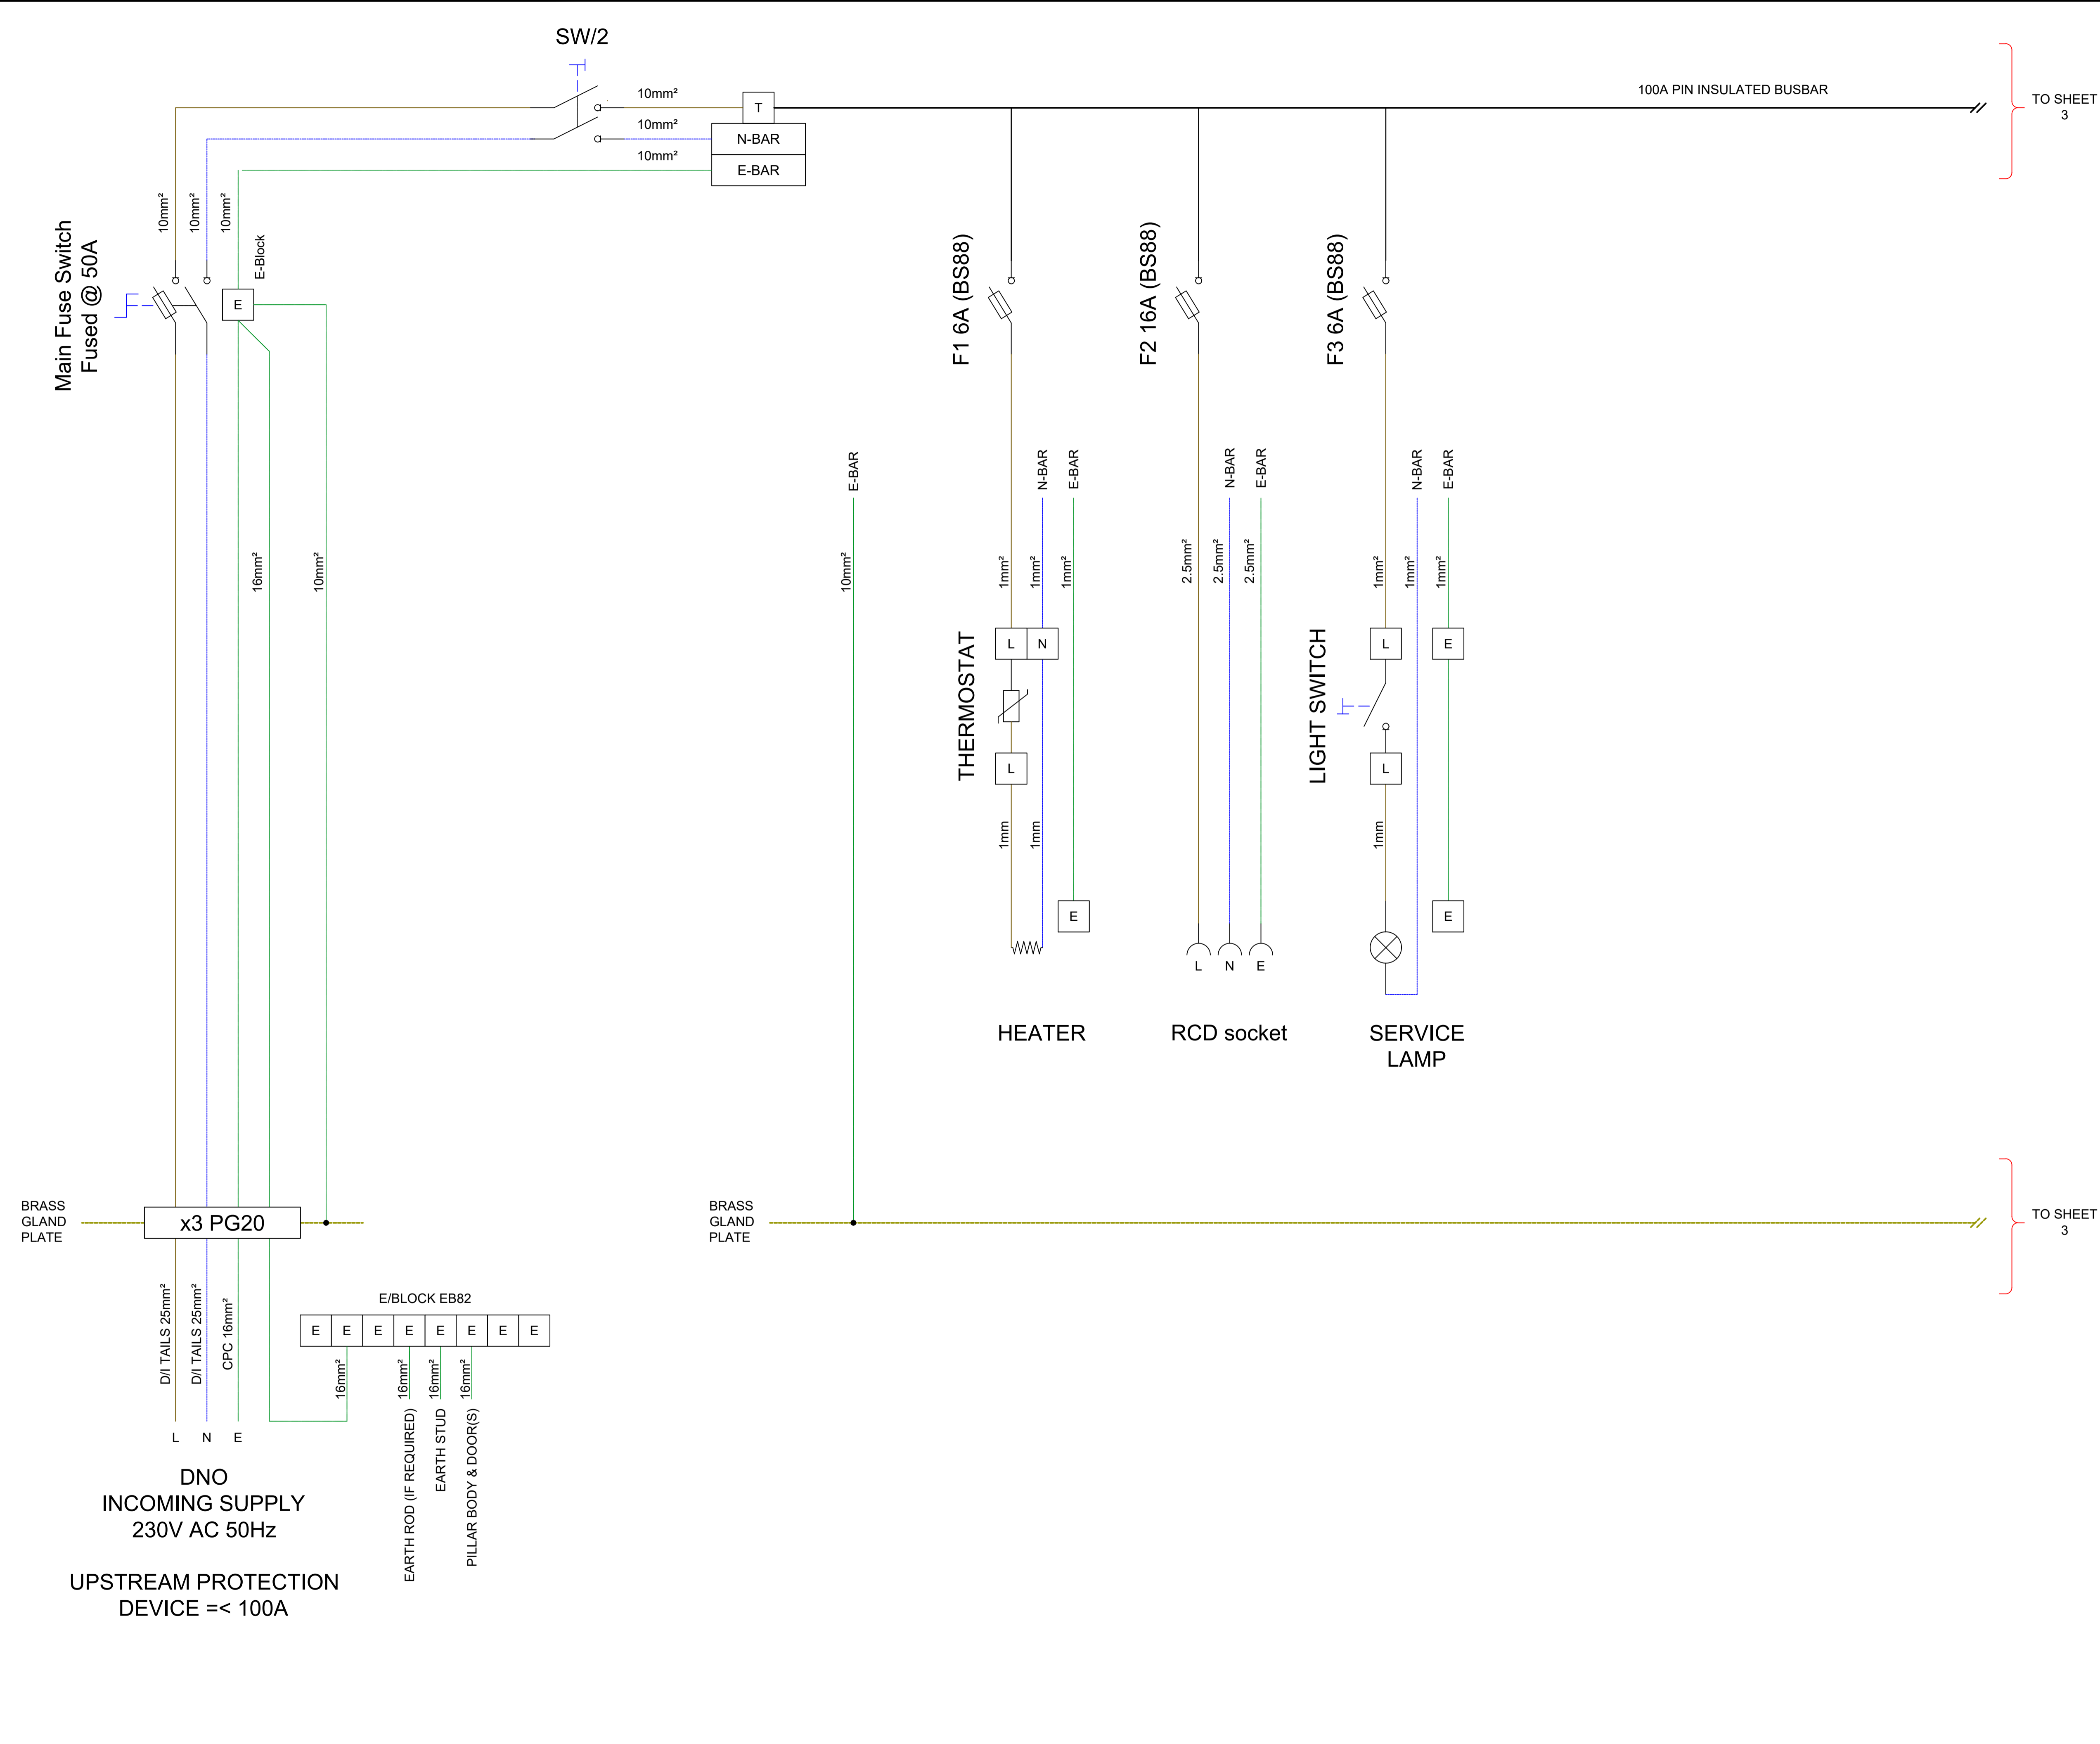 SW/2
10mm²
T
100A PIN INSULATED BUSBAR
TO SHEET
3
10mm²
N-BAR
10mm²
E-BAR
10mm²
10mm²
10mm²
E-Block
Main Fuse Switch
Fused @ 50A
E
F1 6A (BS88)
F2 16A (BS88)
F3 6A (BS88)
E-BAR
N-BAR
E-BAR
N-BAR
E-BAR
N-BAR
E-BAR
16mm²
10mm²
10mm²
1mm²
1mm²
1mm²
2.5mm²
2.5mm²
2.5mm²
1mm²
1mm²
1mm²
THERMOSTAT
L
N
LIGHT SWITCH
L
E
L
L
1mm
1mm
1mm
E
E
L
N
E
HEATER
RCD socket
SERVICE
LAMP
BRASS
GLAND
PLATE
x3 PG20
BRASS
GLAND
PLATE
TO SHEET
3
D/I TAILS 25mm²
D/I TAILS 25mm²
CPC 16mm²
E/BLOCK EB82
E E E E E E E E
16mm²
16mm²
16mm²
16mm²
EARTH ROD (IF REQUIRED)
EARTH STUD
PILLAR BODY & DOOR(S)
L
N
E
DNO
INCOMING SUPPLY
230V AC 50Hz
UPSTREAM PROTECTION
DEVICE =< 100A